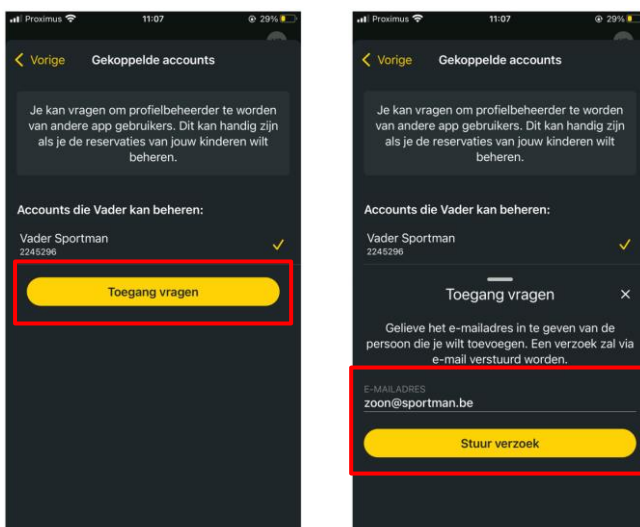 Proximus 11:07 29%
Vorige Gekoppelde accounts
Je kan vragen om profielbeheerder te worden
van andere app gebruikers. Dit kan handig zijn
als je de reservaties van jouw kinderen wilt
beheren.
Accounts die Vader kan beheren:
Vader Sportman
2245296
Toegang vragen
Proximus 11:07 29%
Vorige Gekoppelde accounts
Je kan vragen om profielbeheerder te worden
van andere app gebruikers. Dit kan handig zijn
als je de reservaties van jouw kinderen wilt
beheren.
Accounts die Vader kan beheren:
Vader Sportman
2245296
Toegang vragen
Gelieve het e-mailadres in te geven van de
persoon die je wilt toevoegen. Een verzoek zal via
e-mail verstuurd worden.
E-MAILADRES
zoon@sportman.be
Stuur verzoek